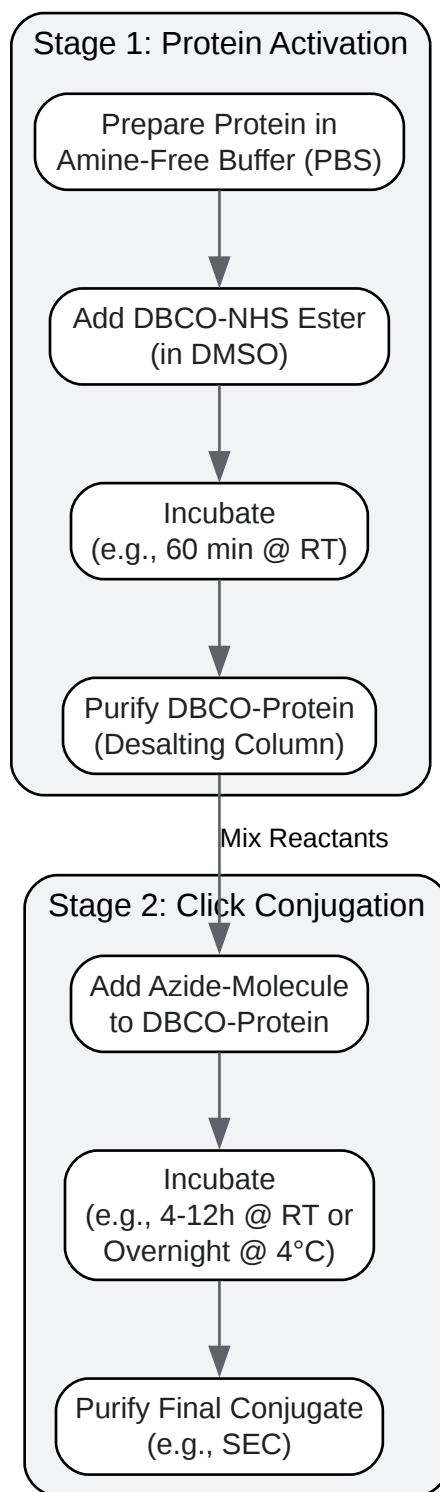 Stage 1: Protein Activation
Prepare Protein in
Amine-Free Buffer (PBS)
Add DBCO-NHS Ester
(in DMSO)
Incubate
(e.g., 60 min @ RT)
Purify DBCO-Protein
(Desalting Column)
Mix Reactants
Stage 2: Click Conjugation
Add Azide-Molecule
to DBCO-Protein
Incubate
(e.g., 4-12h @ RT or
Overnight @ 4°C)
Purify Final Conjugate
(e.g., SEC)